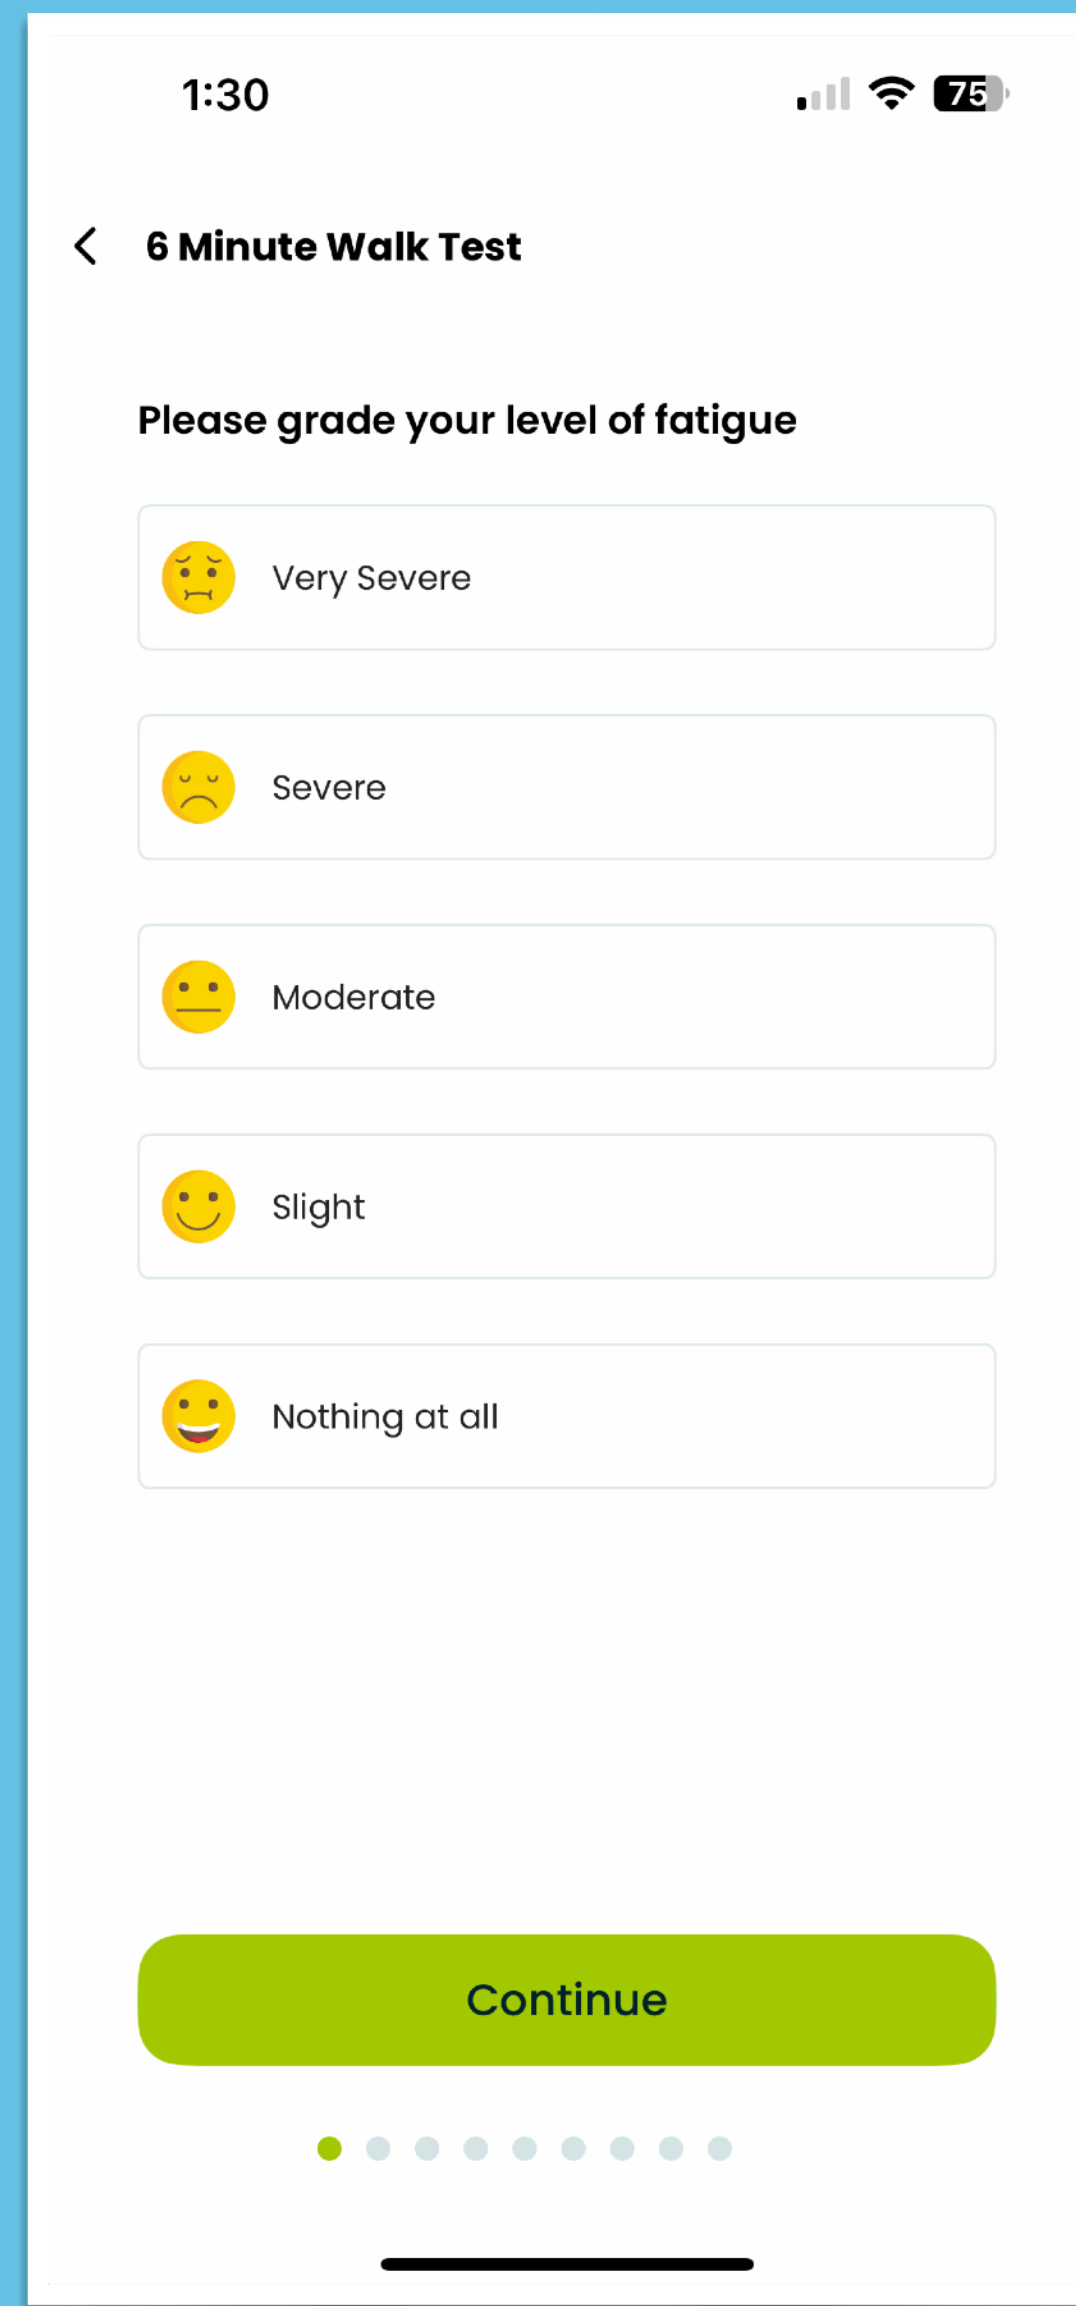 1:30
75
6 Minute Walk Test
Please grade your level of fatigue
Very Severe
Severe
Moderate
Slight
Nothing at all
Continue